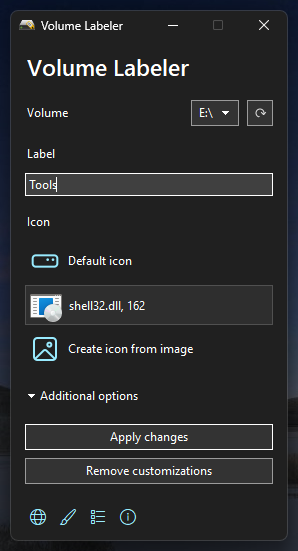 Volume Labeler
Volume Labeler
Volume
E:\
Label
Tools
Icon
Default icon
shell32.dll, 162
Create icon from image
Additional options
Apply changes
Remove customizations